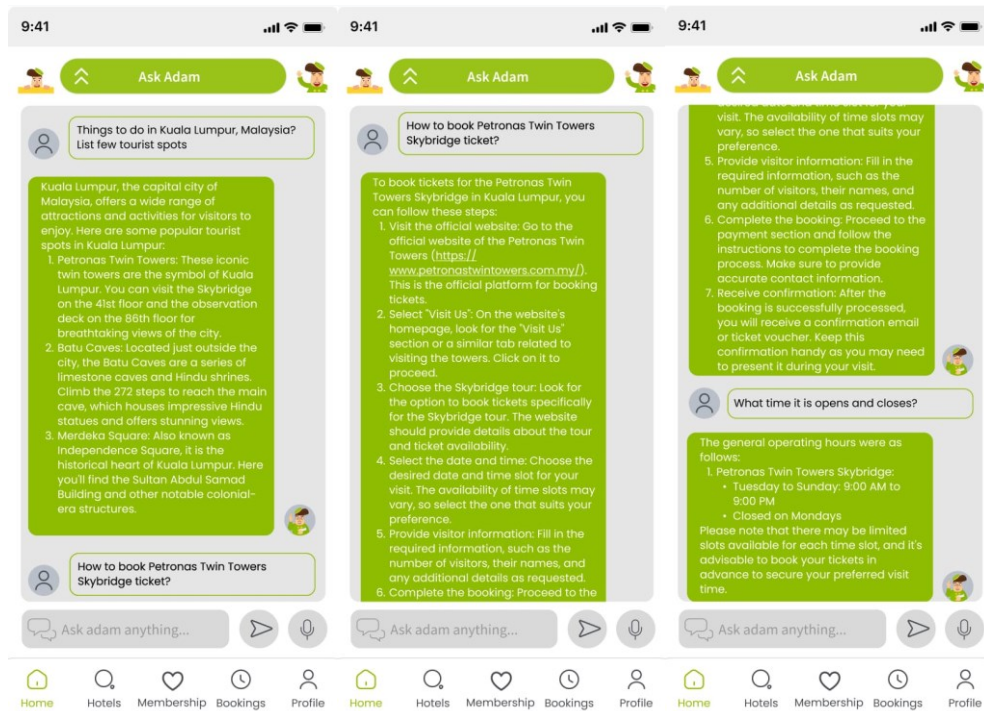 9:41
Ask Adam
Things to do in Kuala Lumpur, Malaysia?
List few tourist spots
Kuala Lumpur, the capital city of
Malaysia, offers a wide range of
attractions and activities for visitors to
enjoy. Here are some popular tourist
spots in Kuala Lumpur:
1. Petronas Twin Towers: These iconic
twin towers are the symbol of Kuala
Lumpur. You can visit the Skybridge
on the 41st floor and the observation
deck on the 86th floor for
breathtaking views of the city.
2. Batu Caves: Located just outside the
city, the Batu Caves are a series of
limestone caves and Hindu shrines.
Climb the 272 steps to reach the main
cave, which houses impressive Hindu
statues and offers stunning views.
3. Merdeka Square: Also known as
Independence Square, it is the
historical heart of Kuala Lumpur. Here
you'll find the Sultan Abdul Samad
Building and other notable colonial-
era structures.
How to book Petronas Twin Towers
Skybridge ticket?
Ask adam anything...
Home Hotels Membership Bookings Profile
9:41
Ask Adam
How to book Petronas Twin Towers
Skybridge ticket?
To book tickets for the Petronas Twin
Towers Skybridge in Kuala Lumpur, you
can follow these steps:
1. Visit the official website: Go to the
official website of the Petronas Twin
Towers (https://
www.petronastwintowers.com.my/).
This is the official platform for booking
tickets.
2. Select "Visit Us": On the website's
homepage, look for the "Visit Us"
section or a similar tab related to
visiting the towers. Click on it to
proceed.
3. Choose the Skybridge tour: Look for
the option to book tickets specifically
for the Skybridge tour. The website
should provide details about the tour
and ticket availability.
4. Select the date and time: Choose the
desired date and time slot for your
visit. The availability of time slots may
vary, so select the one that suits your
preference.
5. Provide visitor information: Fill in the
required information, such as the
number of visitors, their names, and
any additional details as requested.
6. Complete the booking: Proceed to the
Ask adam anything...
Home Hotels Membership Bookings Profile
9:41
Ask Adam
desired date and time slot for your
visit. The availability of time slots may
vary, so select the one that suits your
preference.
5. Provide visitor information: Fill in the
required information, such as the
number of visitors, their names, and
any additional details as requested.
6. Complete the booking: Proceed to the
payment section and follow the
instructions to complete the booking
process. Make sure to provide
accurate contact information.
7. Receive confirmation: After the
booking is successfully processed,
you will receive a confirmation email
or ticket voucher. Keep this
confirmation handy as you may need
to present it during your visit.
What time it is opens and closes?
The general operating hours were as
follows:
1. Petronas Twin Towers Skybridge:
• Tuesday to Sunday: 9:00 AM to
9:00 PM
• Closed on Mondays
Please note that there may be limited
slots available for each time slot, and it's
advisable to book your tickets in
advance to secure your preferred visit
time.
Ask adam anything...
Home Hotels Membership Bookings Profile